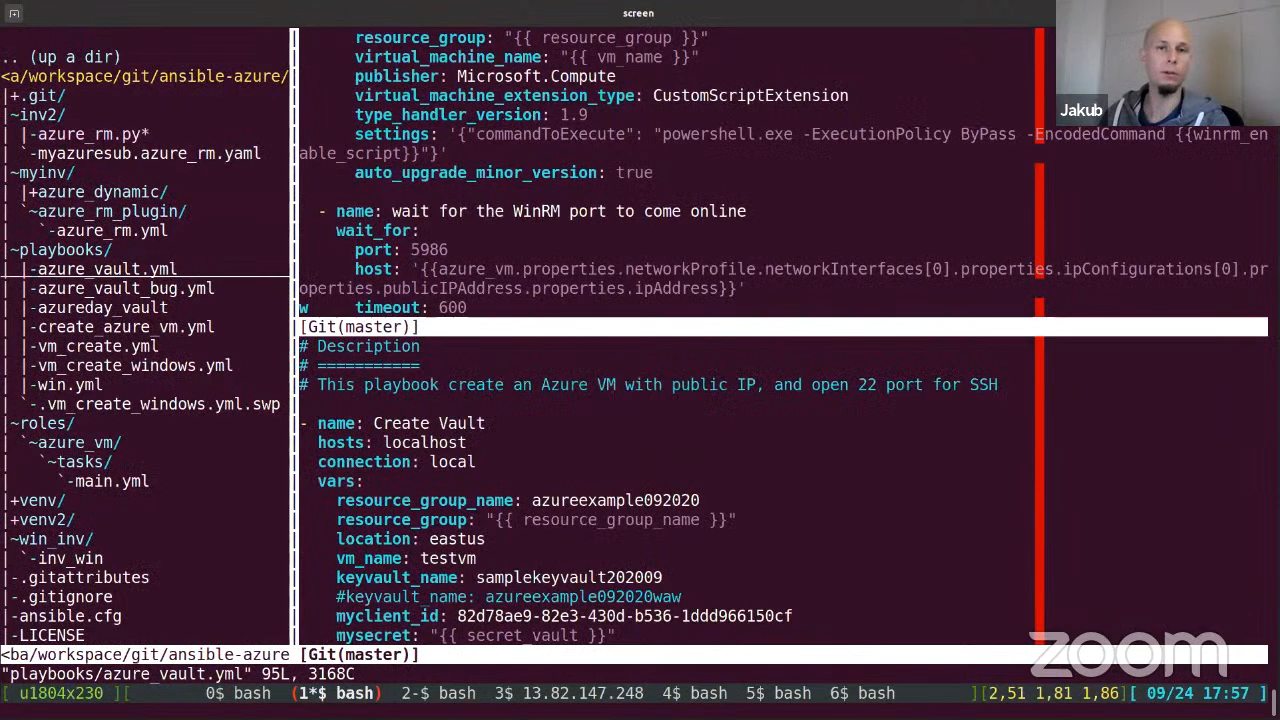 screen
.. (up a dir)
<a/workspace/git/ansible-azure/
|+.git/
|~inv2/
| |-azure_rm.py*
| `-myazuresub.azure_rm.yaml
|~myinv/
| |+azure_dynamic/
| `~azure_rm_plugin/
|   `-azure_rm.yml
|~playbooks/
| |-azure_vault.yml
| |-azure_vault_bug.yml
| |-azureday_vault
| |-create_azure_vm.yml
| |-vm_create.yml
| |-vm_create_windows.yml
| |-win.yml
| `-.vm_create_windows.yml.swp
|~roles/
| `~azure_vm/
|   `~tasks/
|     `-main.yml
|+venv/
|+venv2/
|~win_inv/
| `-inv_win
|-.gitattributes
|-.gitignore
|-ansible.cfg
|-LICENSE
<ba/workspace/git/ansible-azure
resource_group: "{{ resource_group }}"
virtual_machine_name: "{{ vm_name }}"
publisher: Microsoft.Compute
virtual_machine_extension_type: CustomScriptExtension
type_handler_version: 1.9
settings: '{"commandToExecute": "powershell.exe -ExecutionPolicy ByPass -EncodedCommand {{winrm_en
able_script}}"}'
auto_upgrade_minor_version: true
- name: wait for the WinRM port to come online
wait_for:
port: 5986
host: '{{azure_vm.properties.networkProfile.networkInterfaces[0].properties.ipConfigurations[0].pr
operties.publicIPAddress.properties.ipAddress}}'
w     timeout: 600
[Git(master)]
# Description
# ===========
# This playbook create an Azure VM with public IP, and open 22 port for SSH
- name: Create Vault
hosts: localhost
connection: local
vars:
resource_group_name: azureexample092020
resource_group: "{{ resource_group_name }}"
location: eastus
vm_name: testvm
keyvault_name: samplekeyvault202009
#keyvault_name: azureexample092020waw
myclient_id: 82d78ae9-82e3-430d-b536-1ddd966150cf
mysecret: "{{ secret_vault }}"
[Git(master)]
"playbooks/azure_vault.yml" 95L, 3168C
[ u1804x230 ][ 0$ bash (1*$ bash) 2-$ bash 3$ 13.82.147.248 4$ bash 5$ bash 6$ bash ][2,51 1,81 1,86][ 09/24 17:57 ]
Jakub
zoom